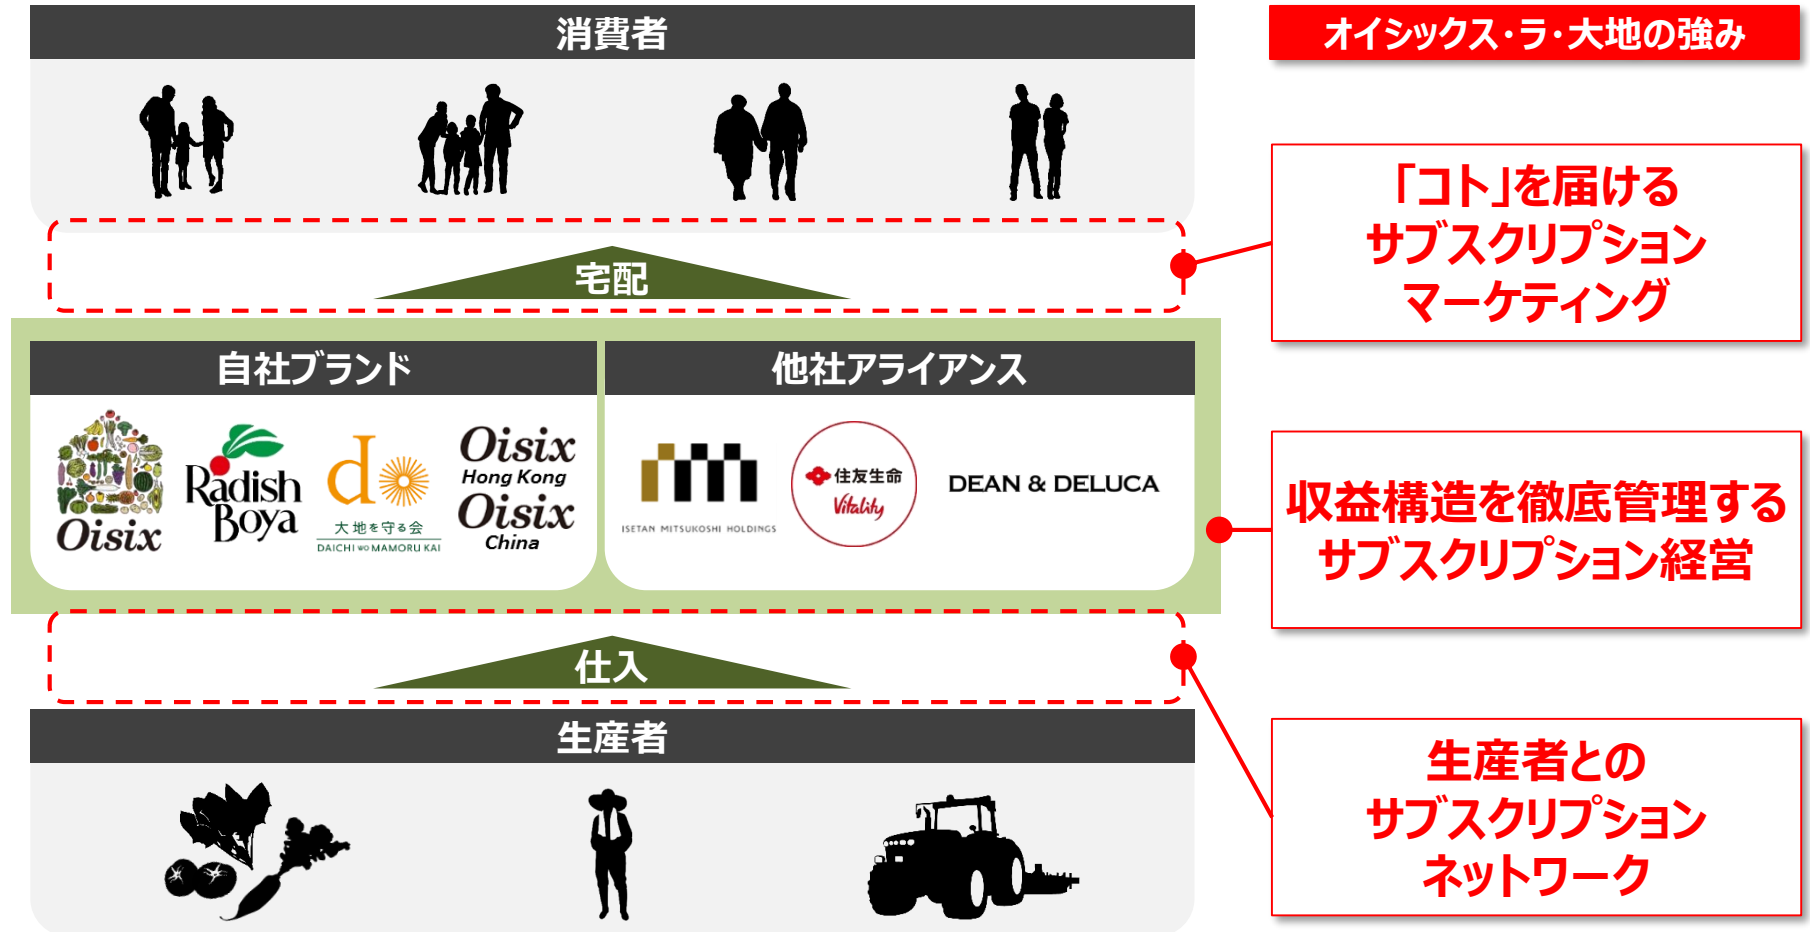 消費者
オイシックス・ラ・大地の強み
「コト」を届ける
サブスクリプション
マーケティング
宅配
自社ブランド
他社アライアンス
Oisix
Radish
Boya
do
大地を守る会
DAICHI WO MAMORU KAI
Oisix
Hong Kong
Oisix
China
ISETAN MITSUKOSHI HOLDINGS
住友生命
Vitality
DEAN & DELUCA
収益構造を徹底管理する
サブスクリプション経営
仕入
生産者
生産者との
サブスクリプション
ネットワーク